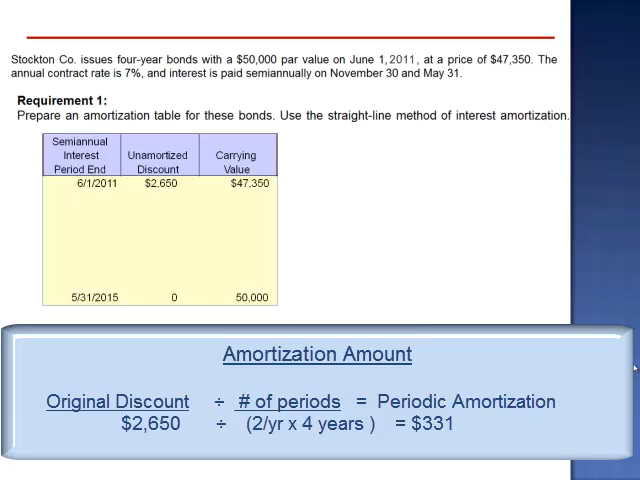 Stockton Co. issues four-year bonds with a $50,000 par value on June 1, 2011, at a price of $47,350. The
annual contract rate is 7%, and interest is paid semiannually on November 30 and May 31.
Requirement 1:
Prepare an amortization table for these bonds. Use the straight-line method of interest amortization.
Semiannual
Interest Unamortized Carrying
Period End Discount Value
6/1/2011 $2,650 $47,350
5/31/2015 0 50,000
Amortization Amount
Original Discount ÷ # of periods = Periodic Amortization
$2,650 ÷ (2/yr x 4 years ) = $331